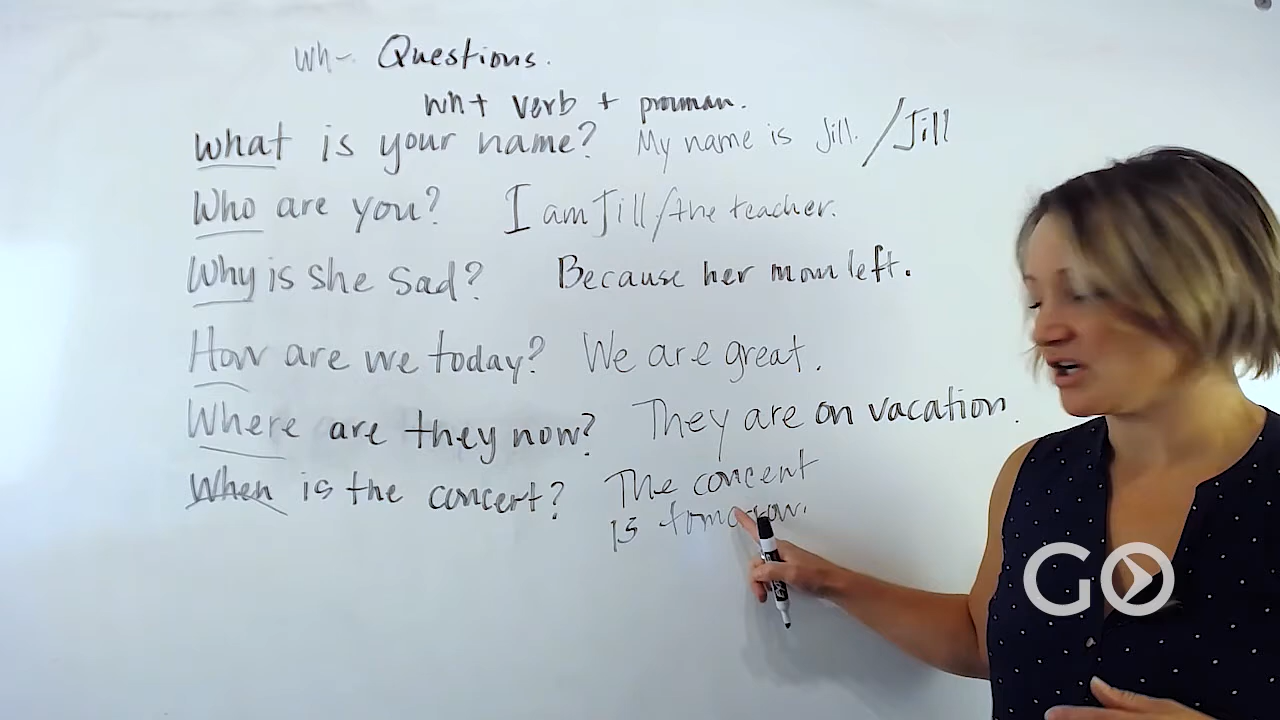 wh- Questions.
wh + verb + pronoun.
What is your name? My name is Jill. / Jill
Who are you? I am Jill/the teacher.
Why is she sad? Because her mom left.
How are we today? We are great.
Where are they now? They are on vacation.
When is the concert? The concert
is tomorrow.
GO